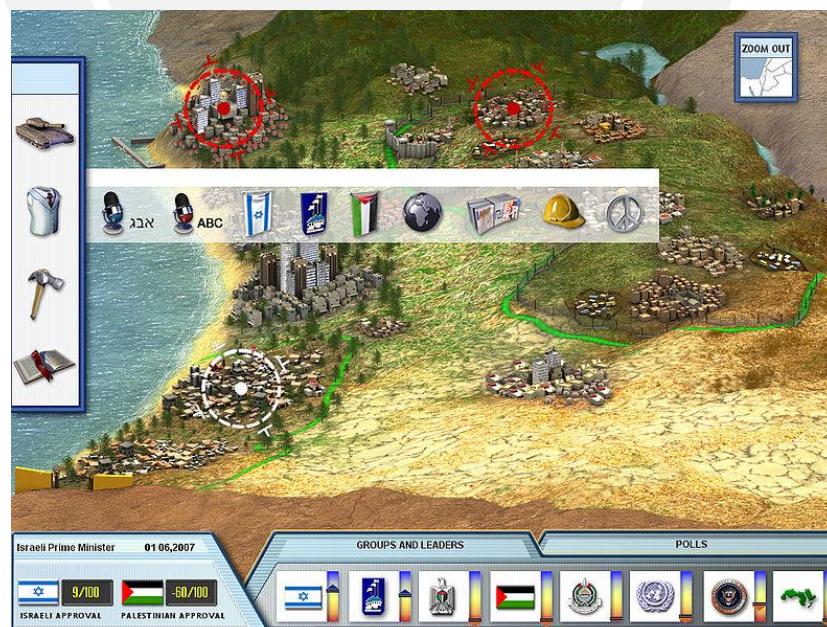 ZOOM OUT
אבג
ABC
Israeli Prime Minister 01 06,2007
GROUPS AND LEADERS
POLLS
9/100
-60/100
ISRAELI APPROVAL
PALESTINIAN APPROVAL